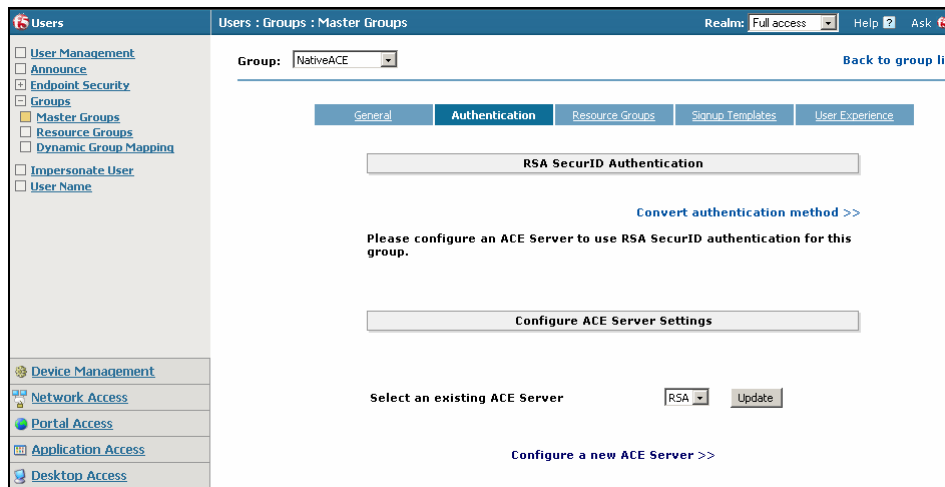 f5 Users
Users : Groups : Master Groups
Realm: Full access Help ? Ask f5
User Management
Announce
Endpoint Security
Groups
Master Groups
Resource Groups
Dynamic Group Mapping
Impersonate User
User Name
Device Management
Network Access
Portal Access
Application Access
Desktop Access
Group: NativeACE
Back to group li
General Authentication Resource Groups Signup Templates User Experience
RSA SecurID Authentication
Convert authentication method >>
Please configure an ACE Server to use RSA SecurID authentication for this
group.
Configure ACE Server Settings
Select an existing ACE Server RSA Update
Configure a new ACE Server >>